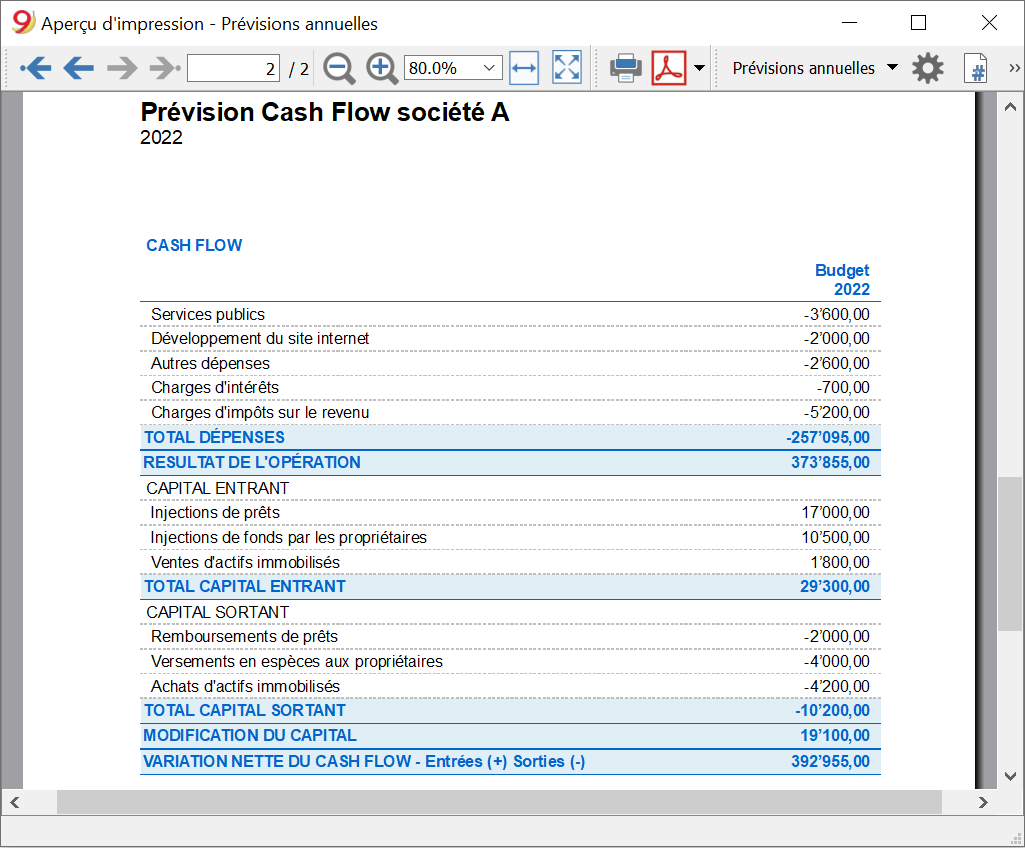 Aperçu d'impression - Prévisions annuelles
2 / 2 80.0% Prévisions annuelles # »
Prévision Cash Flow société A
2022
CASH FLOW
Budget
2022
Services publics -3’600,00
Développement du site internet -2’000,00
Autres dépenses -2’600,00
Charges d'intérêts -700,00
Charges d'impôts sur le revenu -5’200,00
TOTAL DÉPENSES -257’095,00
RESULTAT DE L'OPÉRATION 373’855,00
CAPITAL ENTRANT
Injections de prêts 17’000,00
Injections de fonds par les propriétaires 10’500,00
Ventes d'actifs immobilisés 1’800,00
TOTAL CAPITAL ENTRANT 29’300,00
CAPITAL SORTANT
Remboursements de prêts -2’000,00
Versements en espèces aux propriétaires -4’000,00
Achats d'actifs immobilisés -4’200,00
TOTAL CAPITAL SORTANT -10’200,00
MODIFICATION DU CAPITAL 19’100,00
VARIATION NETTE DU CASH FLOW - Entrées (+) Sorties (-) 392’955,00